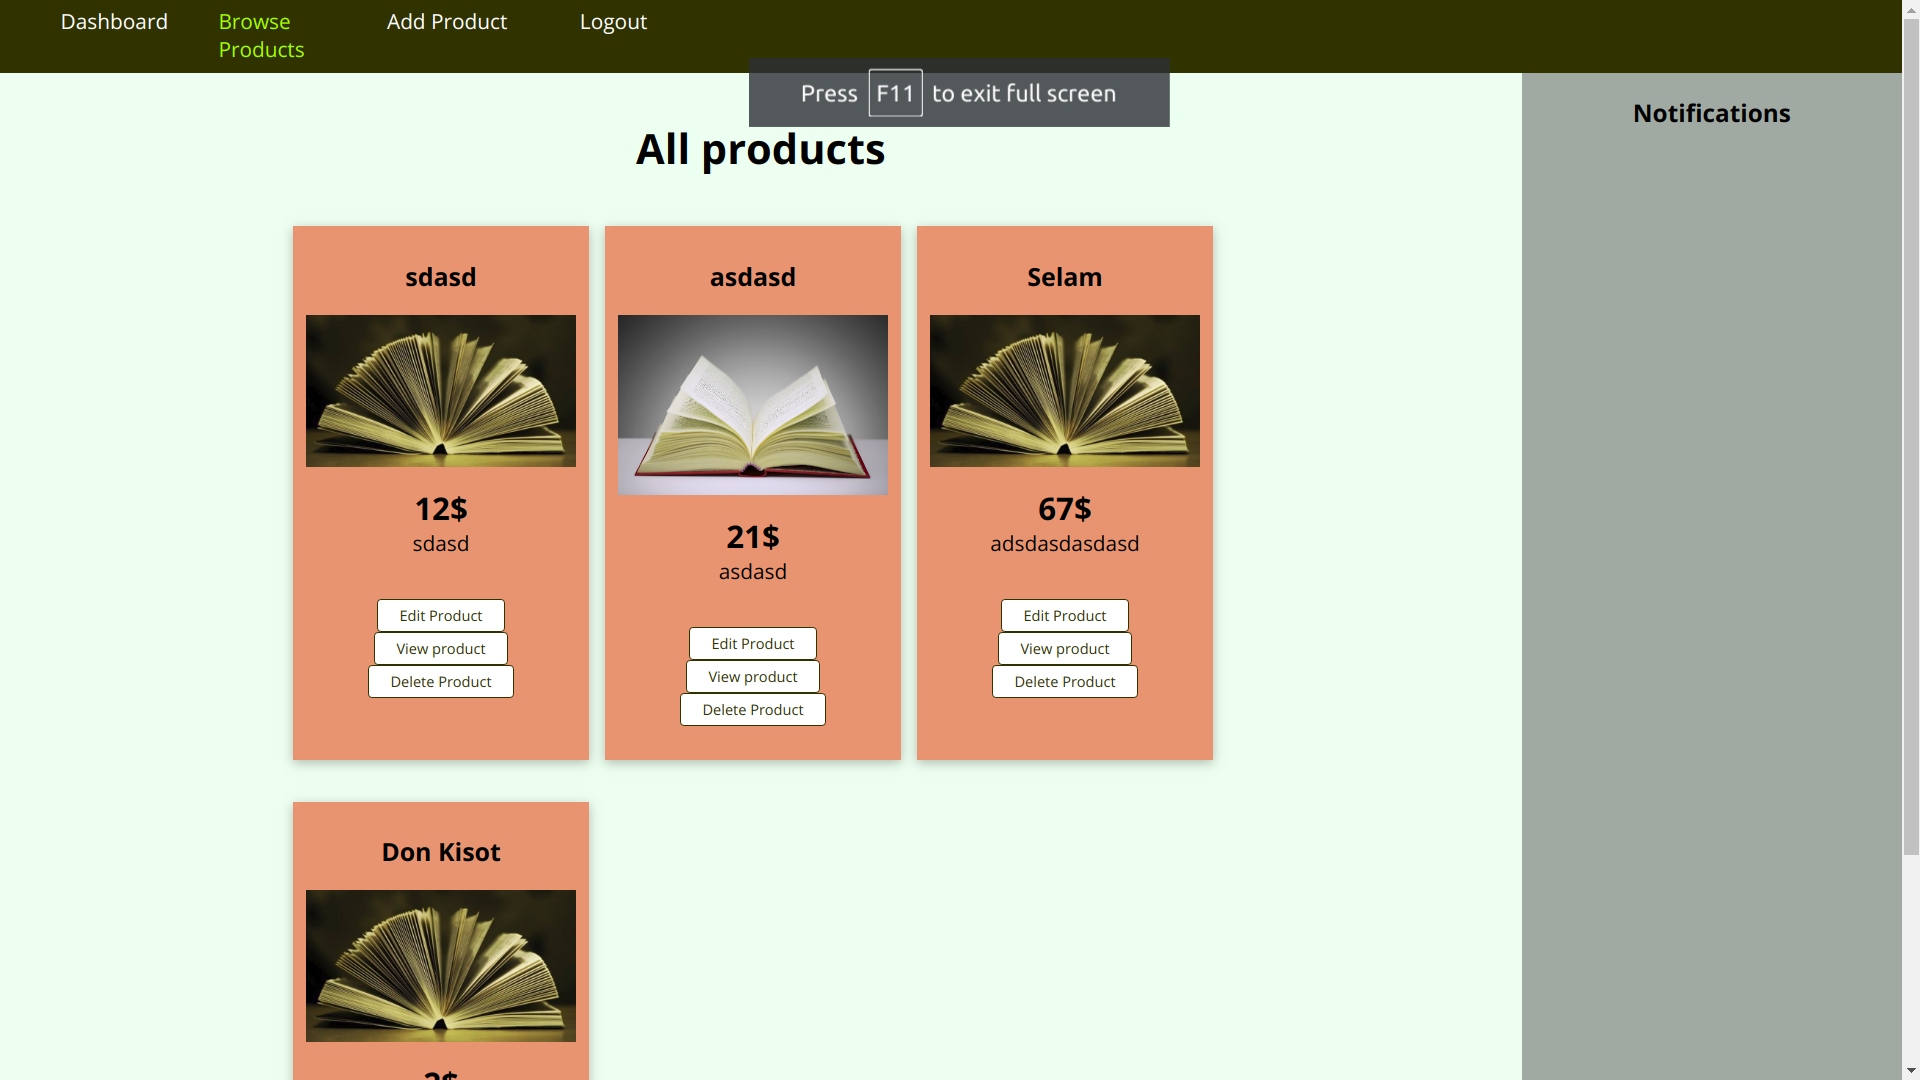 Dashboard
Browse
Products
Add Product
Logout
Press F11 to exit full screen
All products
Notifications
sdasd
12$
sdasd
Edit Product
View product
Delete Product
asdasd
21$
asdasd
Edit Product
View product
Delete Product
Selam
67$
adsdasdasdasd
Edit Product
View product
Delete Product
Don Kisot